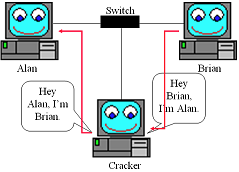 Switch
Alan
Brian
Hey
Alan, I'm
Brian.
Hey
Brian,
I'm Alan.
Cracker